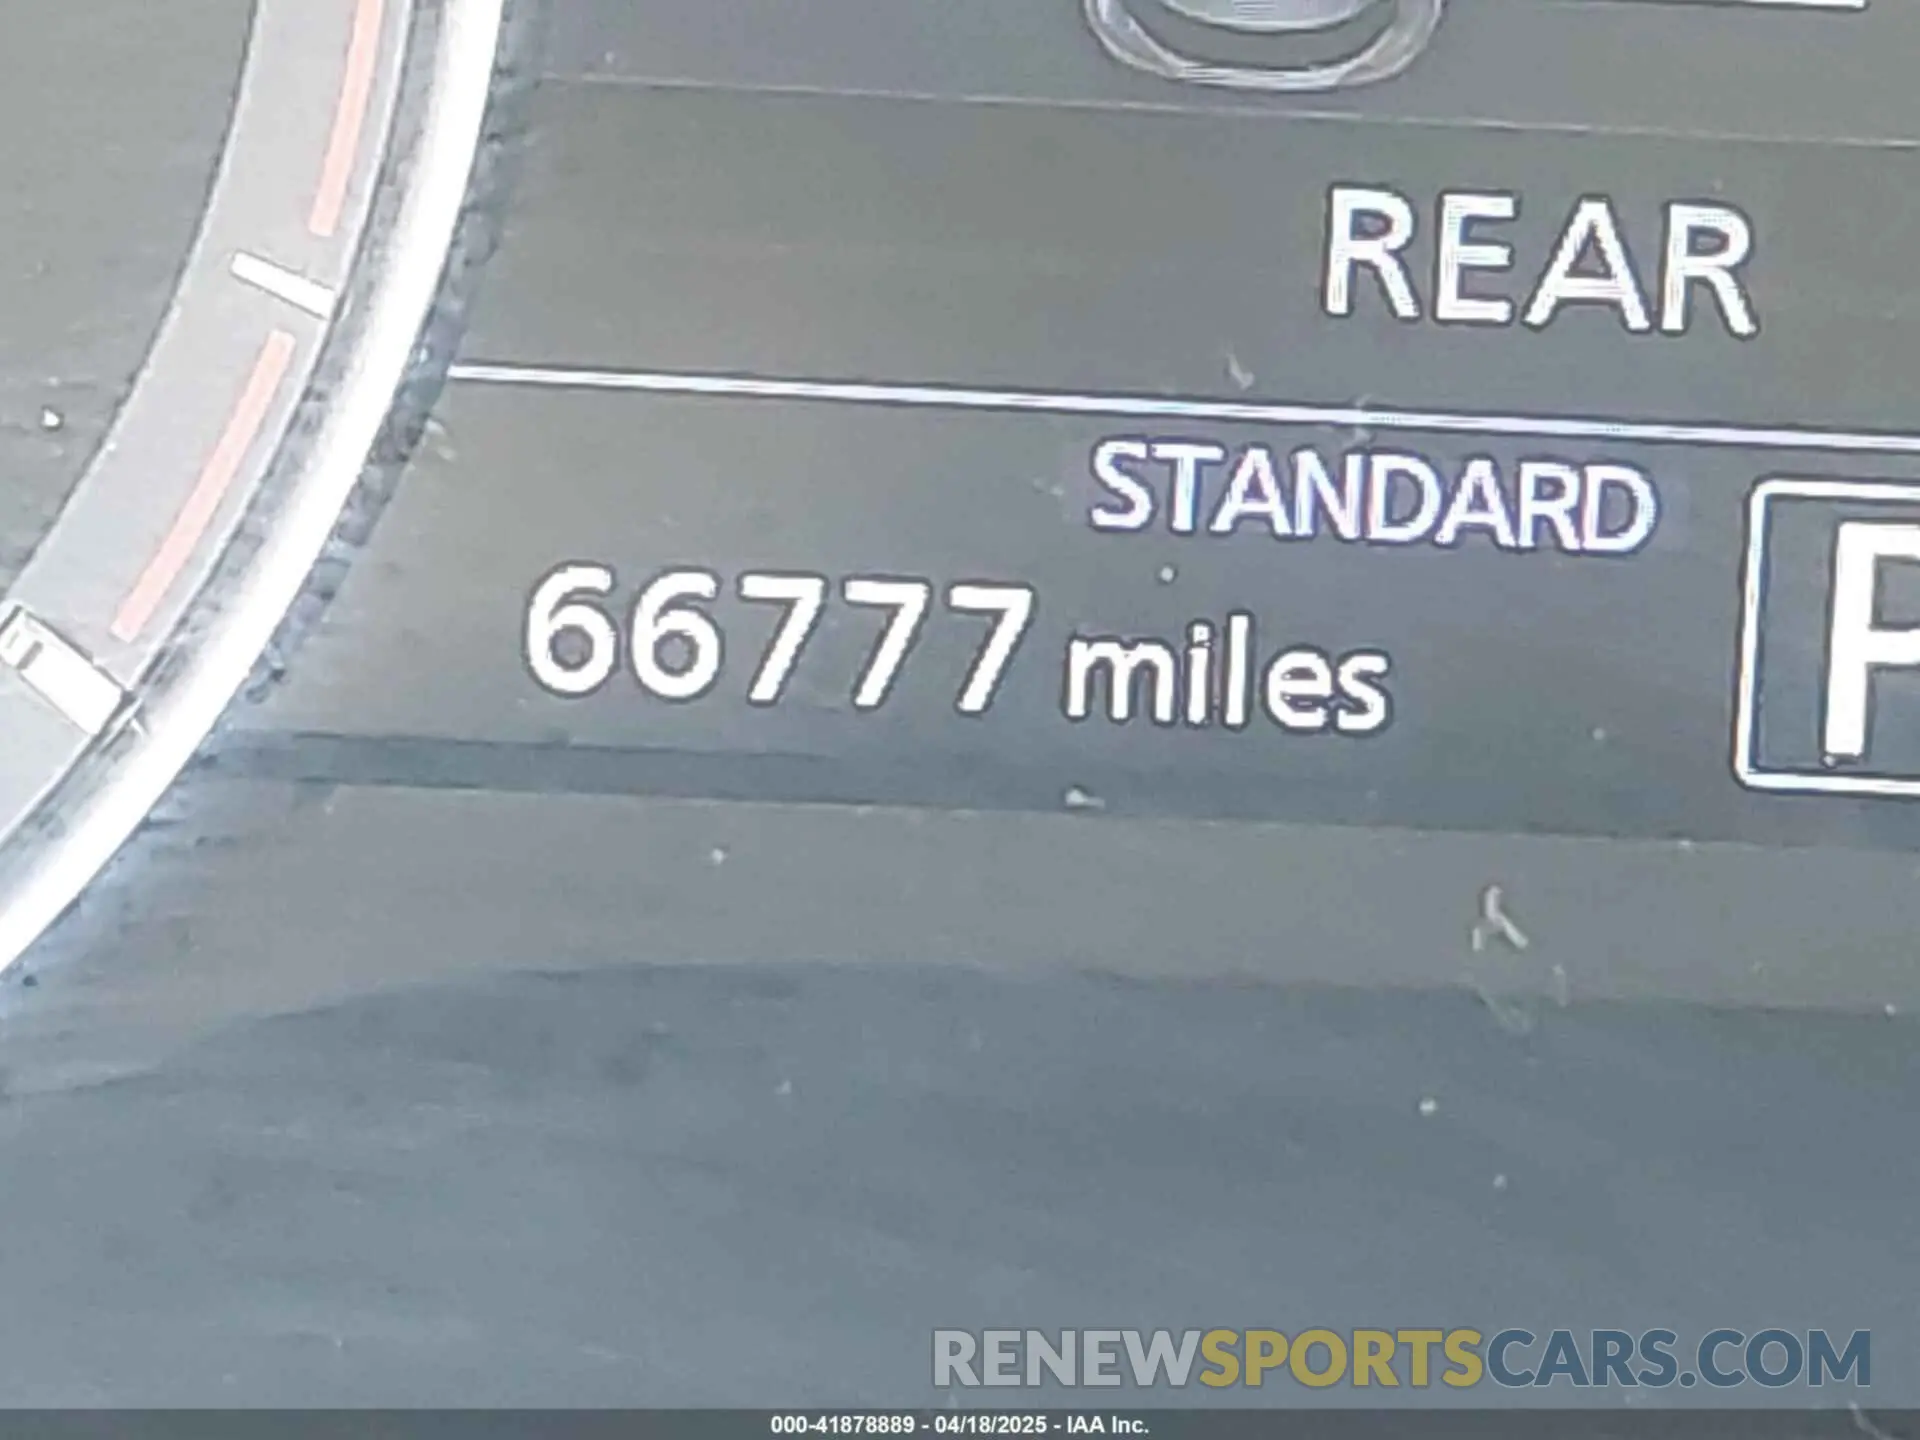 REAR
STANDARD
66777 miles
P
RENEWSPORTSCARS.COM
000-41878889 - 04/18/2025 - IAA Inc.